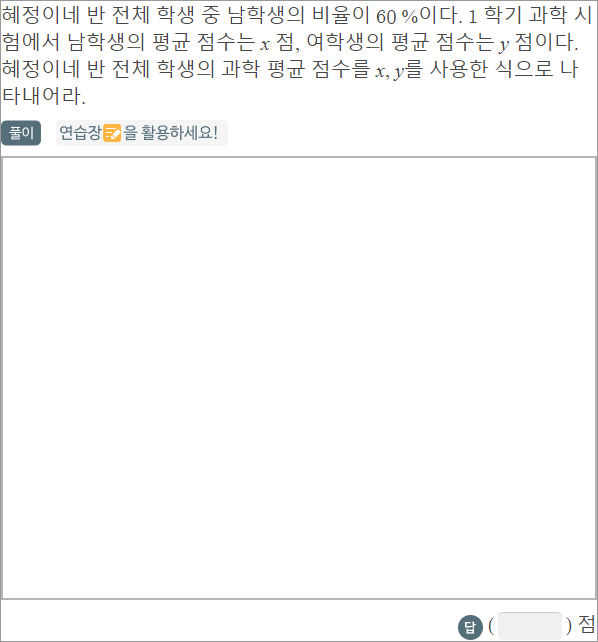 혜정이네 반 전체 학생 중 남학생의 비율이 60 %이다. 1 학기 과학 시
험에서 남학생의 평균 점수는 x 점, 여학생의 평균 점수는 y 점이다.
혜정이네 반 전체 학생의 과학 평균 점수를 x, y를 사용한 식으로 나
타내어라.
풀이 연습장을 활용하세요!
답 ( ) 점